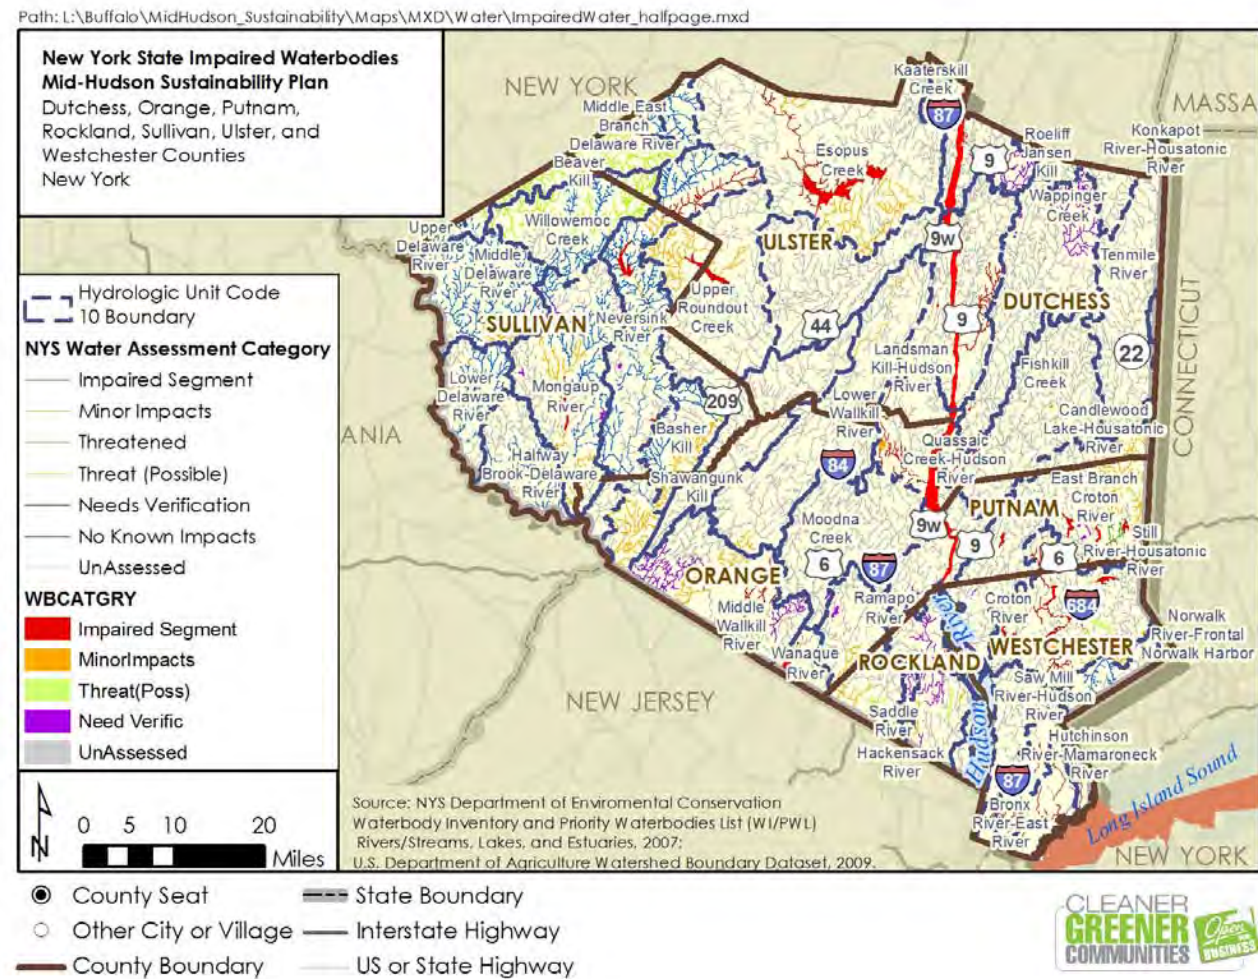 Path: L:\Buffalo\MidHudson_Sustainability\Maps\MXD\Water\ImpairedWater_halfpage.mxd
New York State Impaired Waterbodies
Mid-Hudson Sustainability Plan
Dutchess, Orange, Putnam,
Rockland, Sullivan, Ulster, and
Westchester Counties
New York
Hydrologic Unit Code
10 Boundary
NYS Water Assessment Category
Impaired Segment
Minor Impacts
Threatened
Threat (Possible)
Needs Verification
No Known Impacts
UnAssessed
WBCATGRY
Impaired Segment
MinorImpacts
Threat(Poss)
Need Verific
UnAssessed
N
0 5 10 20
Miles
NEW YORK
MASSA
CONNECTICUT
ANIA
NEW JERSEY
NEW YORK
Long Island Sound
Hudson River
Kaaterskill
Creek
87
Middle East
Branch
Delaware River
Beaver
Kill
Esopus
Creek
9
Roeliff
Jansen
Kill
Konkapot
River-Housatonic
River
Wappinger
Creek
Willowemoc
Creek
Upper
Delaware
River
Middle
Delaware
River
ULSTER
9W
Tenmile
River
Upper
Roundout
Creek
SULLIVAN
Neversink
River
44
9
DUTCHESS
22
Landsman
Kill-Hudson
River
Fishkill
Creek
Lower
Delaware
River
Mongaup
River
209
Lower
Wallkill
River
Candlewood
Lake-Housatonic
River
Basher
Kill
Quassaic
Creek-Hudson
River
Halfway
Brook-Delaware
River
Shawangunk
Kill
84
East Branch
Croton
River
PUTNAM
Moodna
Creek
9W
9
6
Still
River-Housatonic
River
6
87
ORANGE
Middle
Wallkill
River
Ramapo
River
Croton
River
684
Norwalk
River-Frontal
Norwalk Harbor
Wanaque
River
ROCKLAND
WESTCHESTER
Saw Mill
River-Hudson
River
Saddle
River
Hackensack
River
Hutchinson
River-Mamaroneck
River
87
Bronx
River-East
River
Source: NYS Department of Enviromental Conservation
Waterbody Inventory and Priority Waterbodies List (WI/PWL)
Rivers/Streams, Lakes, and Estuaries, 2007;
U.S. Department of Agriculture Watershed Boundary Dataset, 2009.
County Seat
Other City or Village
County Boundary
State Boundary
Interstate Highway
US or State Highway
CLEANER
GREENER
COMMUNITIES
Open
FOR
BUSINESS